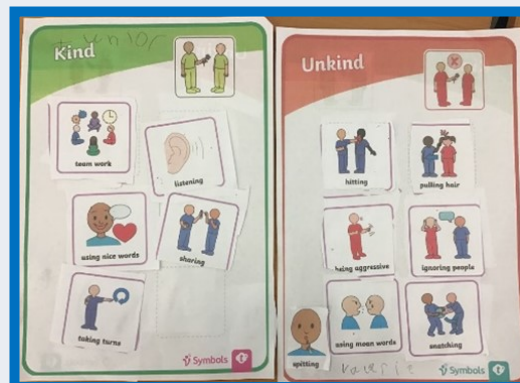 Kind
team work
listening
using nice words
sharing
taking turns
Symbols
Unkind
hitting
pulling hair
being aggressive
ignoring people
spitting
using mean words
snatching
Symbols